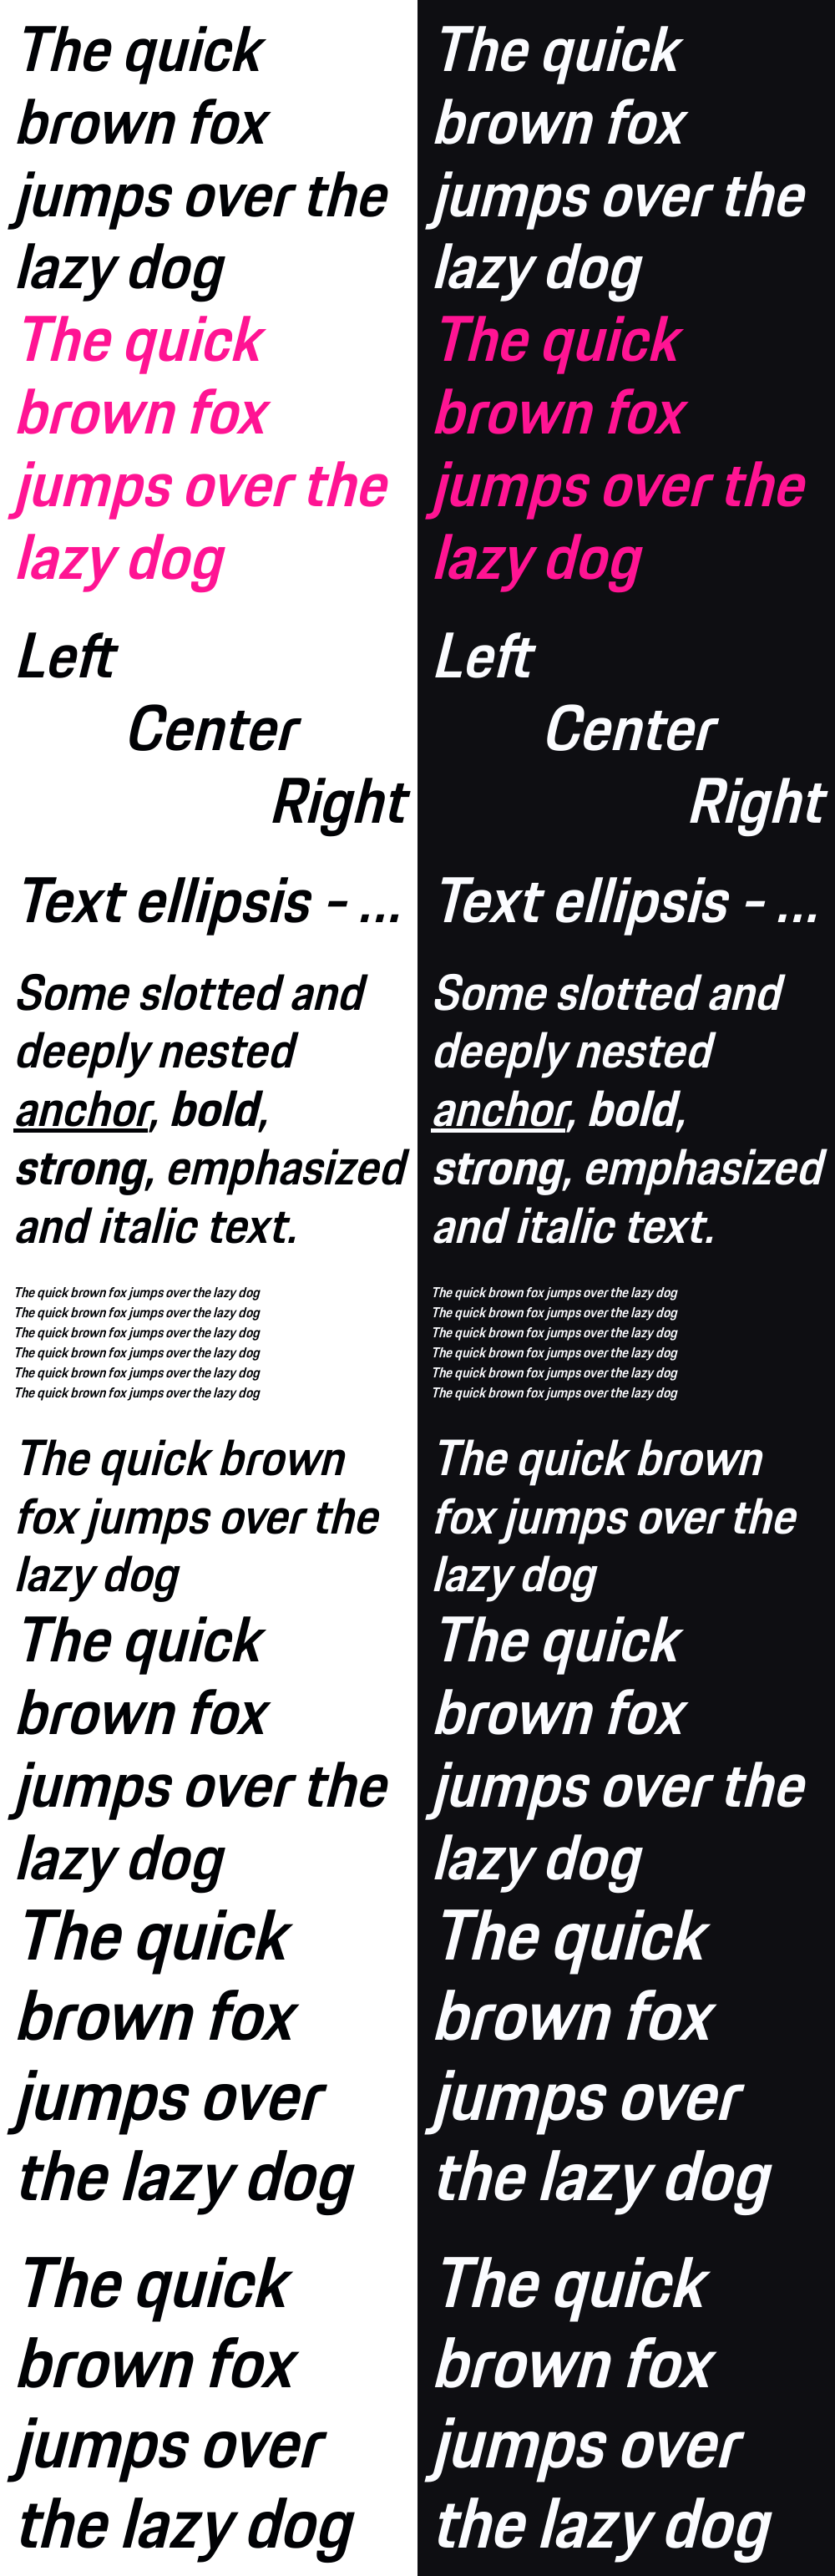 The quick
brown fox
jumps over the
lazy dog
The quick
brown fox
jumps over the
lazy dog
Left
Center
Right
Text ellipsis - ...
Some slotted and
deeply nested
anchor, bold,
strong, emphasized
and italic text.
The quick brown fox jumps over the lazy dog
The quick brown fox jumps over the lazy dog
The quick brown fox jumps over the lazy dog
The quick brown fox jumps over the lazy dog
The quick brown fox jumps over the lazy dog
The quick brown fox jumps over the lazy dog
The quick brown
fox jumps over the
lazy dog
The quick
brown fox
jumps over the
lazy dog
The quick
brown fox
jumps over
the lazy dog
The quick
brown fox
jumps over
the lazy dog
The quick
brown fox
jumps over the
lazy dog
The quick
brown fox
jumps over the
lazy dog
Left
Center
Right
Text ellipsis - ...
Some slotted and
deeply nested
anchor, bold,
strong, emphasized
and italic text.
The quick brown fox jumps over the lazy dog
The quick brown fox jumps over the lazy dog
The quick brown fox jumps over the lazy dog
The quick brown fox jumps over the lazy dog
The quick brown fox jumps over the lazy dog
The quick brown fox jumps over the lazy dog
The quick brown
fox jumps over the
lazy dog
The quick
brown fox
jumps over the
lazy dog
The quick
brown fox
jumps over
the lazy dog
The quick
brown fox
jumps over
the lazy dog